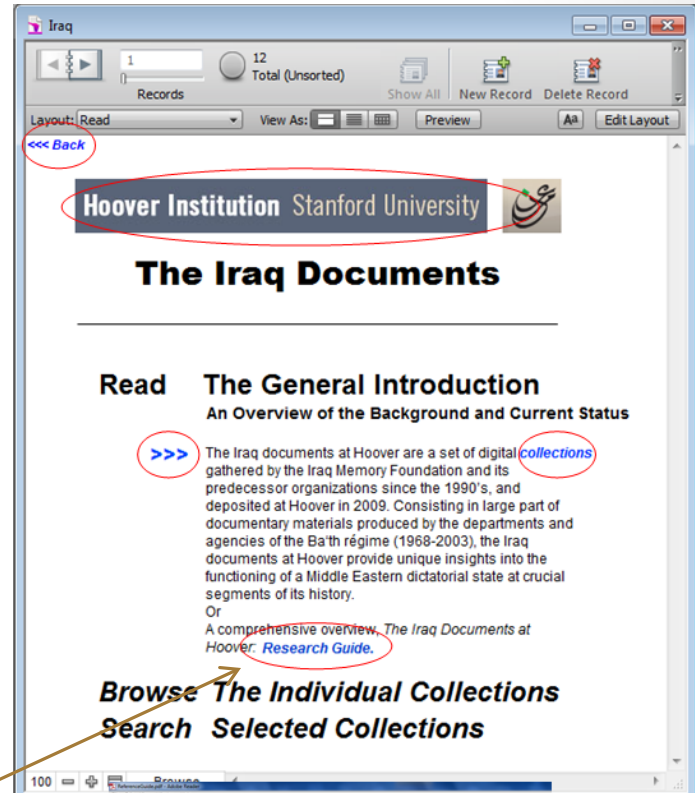 Iraq
1
12
Total (Unsorted)
Records
Show All
New Record
Delete Record
Layout: Read
View As:
Preview
Aa
Edit Layout
<<< Back
Hoover Institution Stanford University
The Iraq Documents
Read The General Introduction
An Overview of the Background and Current Status
>>> The Iraq documents at Hoover are a set of digital collections
gathered by the Iraq Memory Foundation and its
predecessor organizations since the 1990's, and
deposited at Hoover in 2009. Consisting in large part of
documentary materials produced by the departments and
agencies of the Ba'th régime (1968-2003), the Iraq
documents at Hoover provide unique insights into the
functioning of a Middle Eastern dictatorial state at crucial
segments of its history.
Or
A comprehensive overview, The Iraq Documents at
Hoover: Research Guide.
Browse The Individual Collections
Search Selected Collections
100
Browse
ReferenceGuide.pdf - Adobe Reader